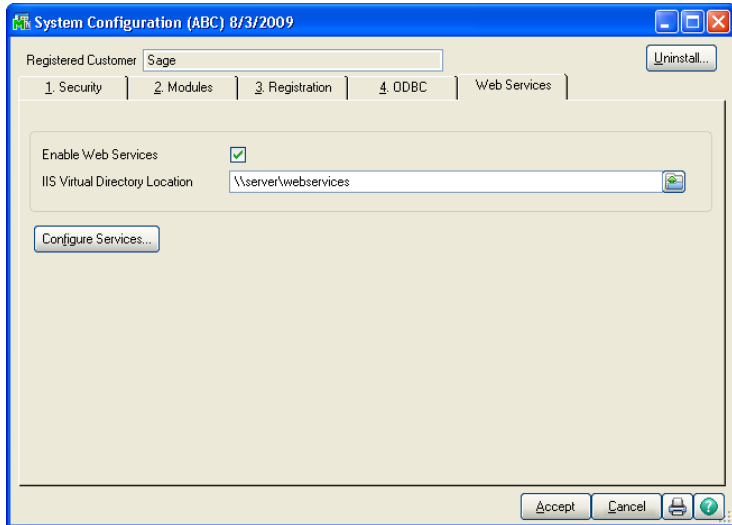 System Configuration (ABC) 8/3/2009
Registered Customer Sage Uninstall...
1. Security 2. Modules 3. Registration 4. ODBC Web Services
Enable Web Services
IIS Virtual Directory Location \\server\webservices
Configure Services...
Accept Cancel